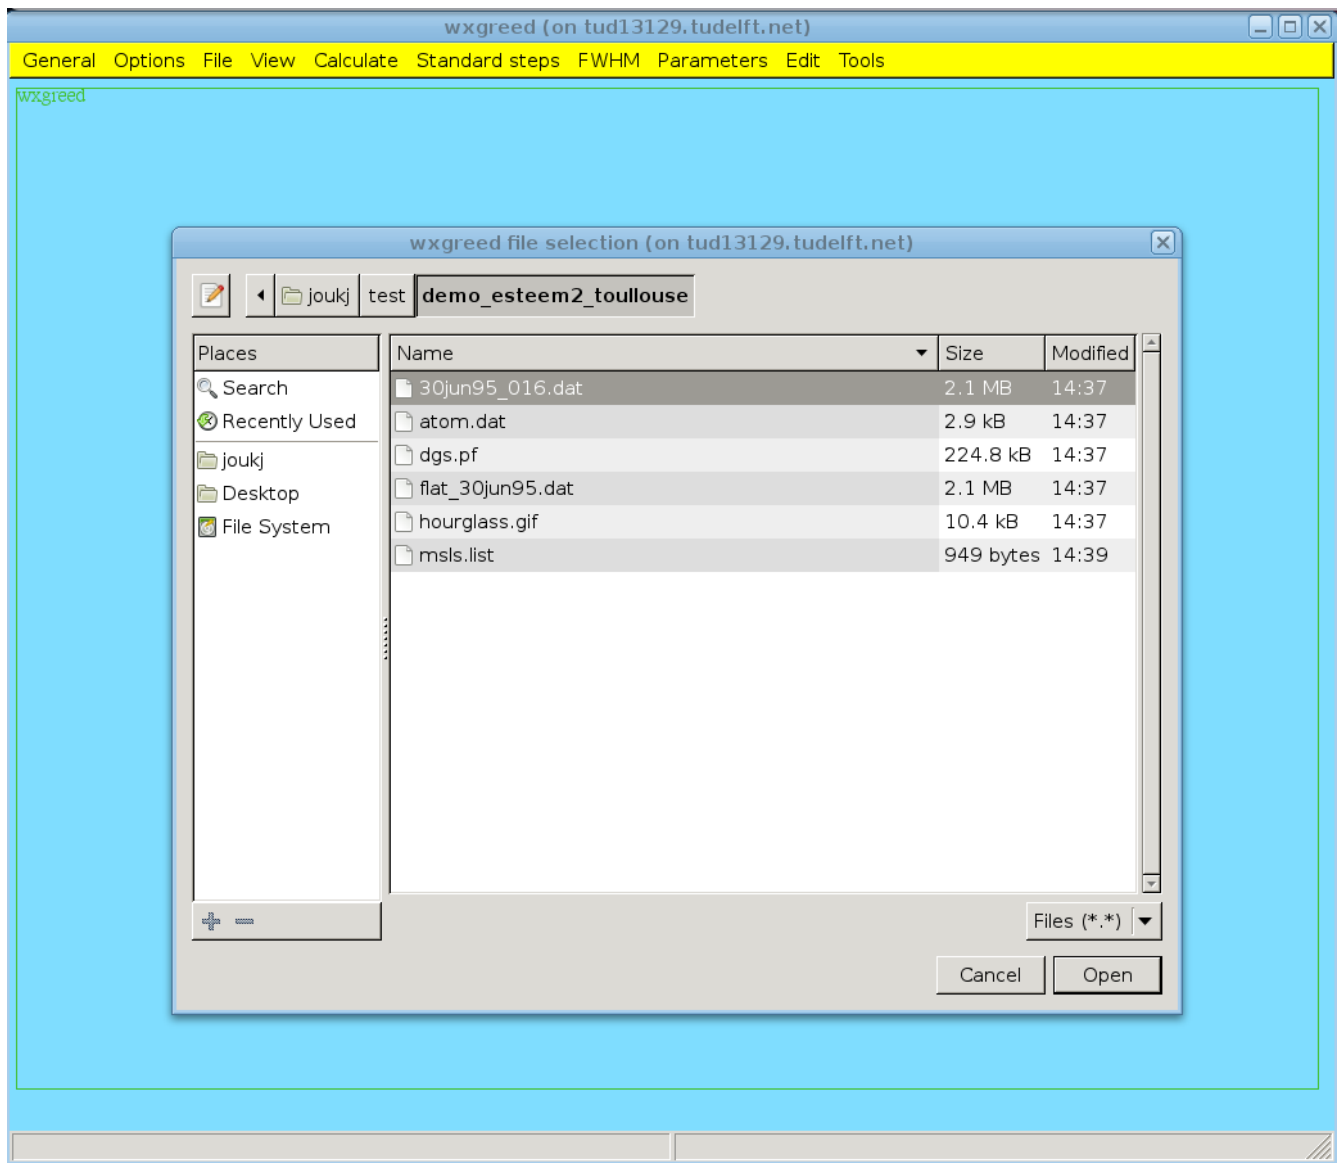 wxgreed (on tud13129.tudelft.net)
General Options File View Calculate Standard steps FWHM Parameters Edit Tools
wxgreed
wxgreed file selection (on tud13129.tudelft.net)
joukj test demo_esteem2_toullouse
Places Name Size Modified
Search 30jun95_016.dat 2.1 MB 14:37
Recently Used atom.dat 2.9 kB 14:37
joukj dgs.pf 224.8 kB 14:37
Desktop flat_30jun95.dat 2.1 MB 14:37
File System hourglass.gif 10.4 kB 14:37
msls.list 949 bytes 14:39
Files (*.*)
Cancel Open